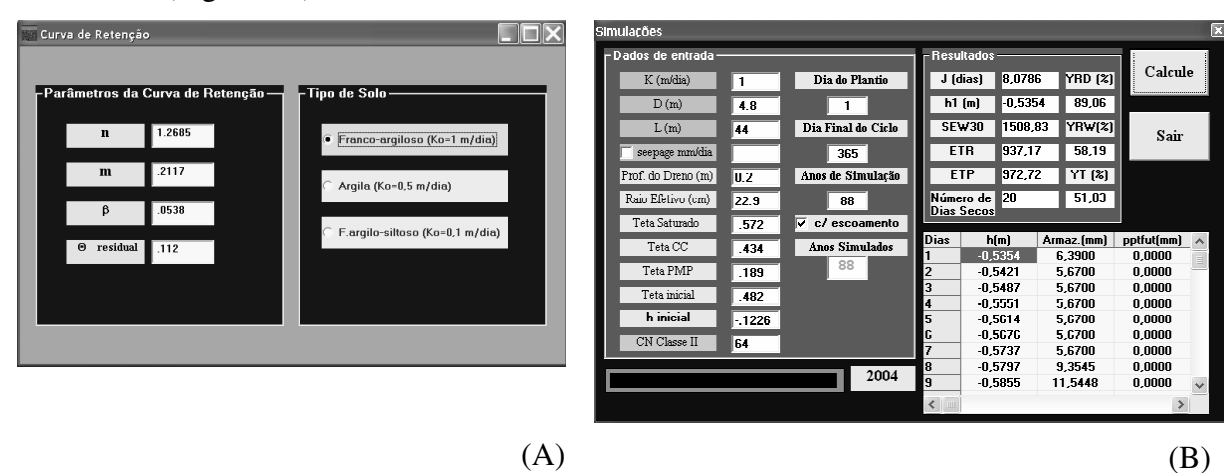 Curva de Retenção
Parâmetros da Curva de Retenção
n 1.2685
m .2117
β .0538
Θ residual .112
Tipo de Solo
Franco-argiloso (Ko=1 m/dia)
Argila (Ko=0,5 m/dia)
F.argilo-siltoso (Ko=0,1 m/dia)
(A)
Simulações
Dados de entrada
K (m/dia) 1
D (m) 4.8
L (m) 44
seepage mm/dia
Prof. do Dreno (m) 0.2
Raio Efetivo (cm) 22.9
Teta Saturado .572
Teta CC .434
Teta PMP .189
Teta inicial .482
h inicial -.1226
CN Classe II 64
Dia do Plantio
1
Dia Final do Ciclo
365
Anos de Simulação
88
c/ escoamento
Anos Simulados
88
2004
Resultados
J (dias) 8,0786 YRD (%)
h1 (m) -0,5354 89,06
SEW30 1508,83 YRW(%)
ETR 937,17 58,19
ETP 972,72 YT (%)
Número de Dias Secos 20 51,03
Calcule
Sair
Dias h(m) Armaz.(mm) pptfut(mm)
1 -0,5354 6,3900 0,0000
2 -0,5421 5,6700 0,0000
3 -0,5487 5,6700 0,0000
4 -0,5551 5,6700 0,0000
5 -0,5614 5,6700 0,0000
6 -0,5676 5,6700 0,0000
7 -0,5737 5,6700 0,0000
8 -0,5797 9,3545 0,0000
9 -0,5855 11,5448 0,0000
(B)